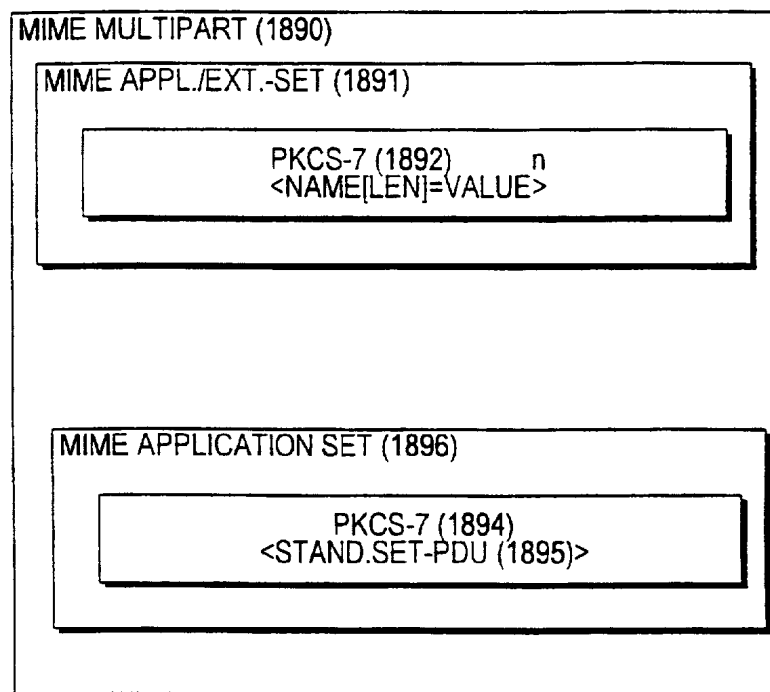 MIME MULTIPART (1890)
MIME APPL./EXT.-SET (1891)
PKCS-7 (1892) n
<NAME[LEN]=VALUE>
MIME APPLICATION SET (1896)
PKCS-7 (1894)
<STAND.SET-PDU (1895)>